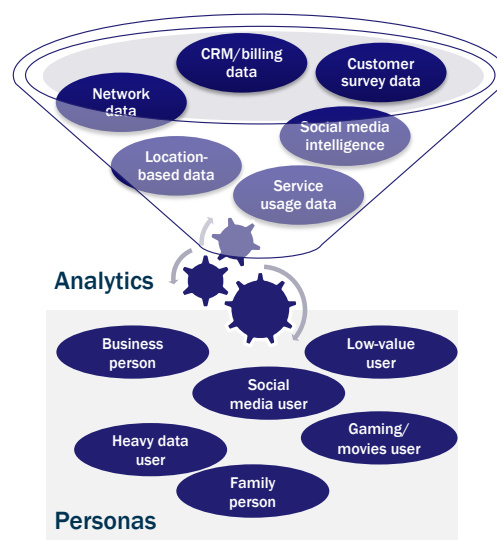 CRM/billing
data
Customer
survey data
Network
data
Social media
intelligence
Location-
based data
Service
usage data
Analytics
Business
person
Low-value
user
Social
media user
Gaming/
movies user
Heavy data
user
Family
person
Personas